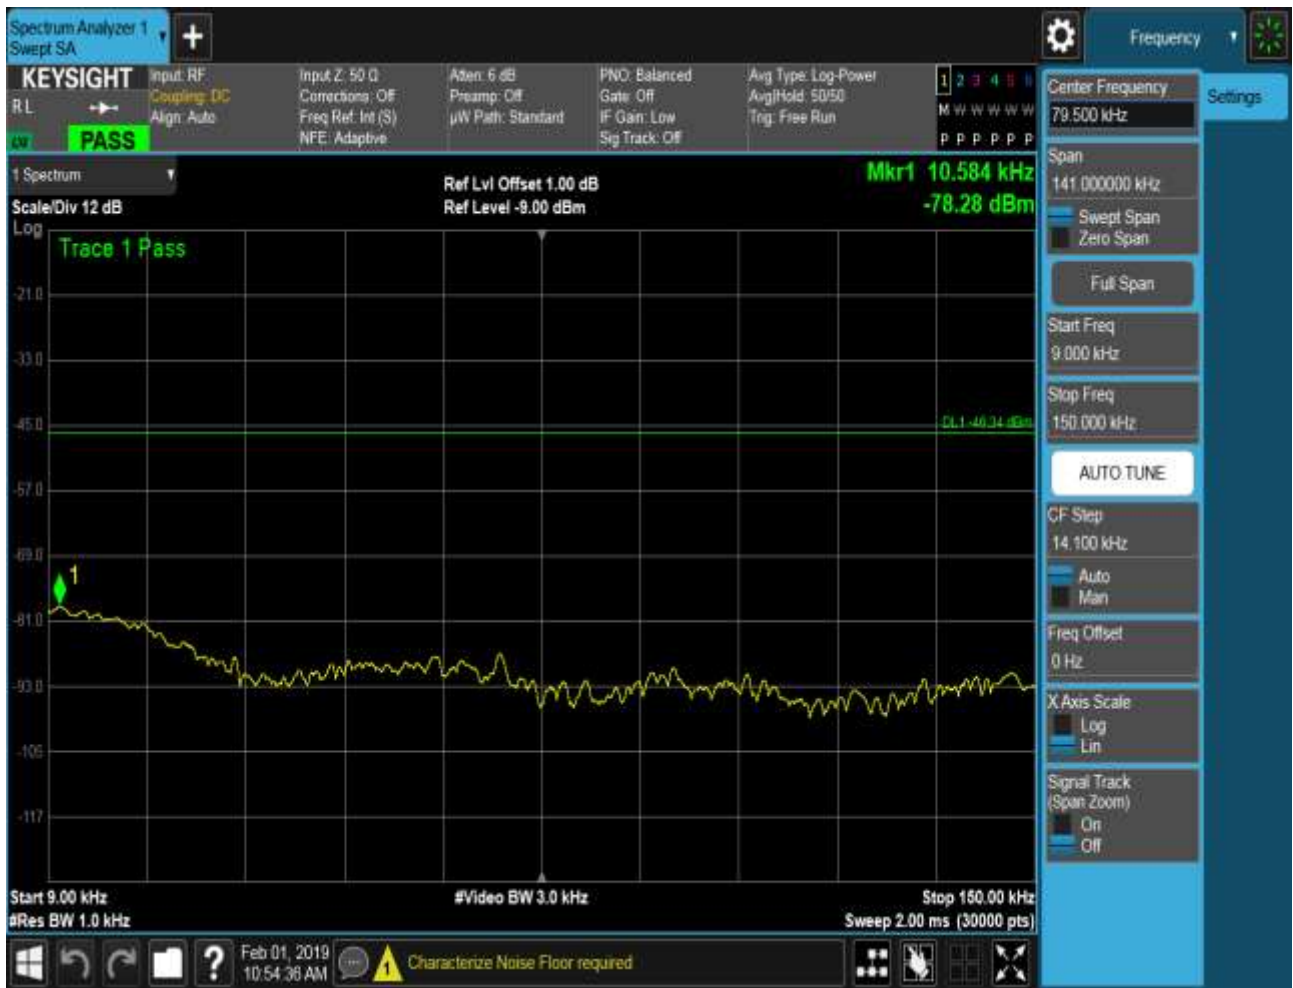 Spectrum Analyzer 1
Swept SA
Frequency
KEYSIGHT
R L
PASS
Input: RF
Coupling: DC
Align: Auto
Input Z: 50 Ω
Corrections: Off
Freq Ref: Int (S)
NFE: Adaptive
Atten: 6 dB
Preamp: Off
µW Path: Standard
PNO: Balanced
Gate: Off
IF Gain: Low
Sig Track: Off
Avg Type: Log-Power
Avg|Hold: 50/50
Trig: Free Run
1 2 3 4 5 6
M W W W W W
P P P P P P
1 Spectrum
Scale/Div 12 dB
Log
Ref Lvl Offset 1.00 dB
Ref Level -9.00 dBm
Mkr1 10.584 kHz
-78.28 dBm
Trace 1 Pass
-21.0
-33.0
-45.0
DL1 -46.34 dBm
-57.0
-69.0
1
-81.0
-93.0
-105
-117
Start 9.00 kHz
#Res BW 1.0 kHz
#Video BW 3.0 kHz
Stop 150.00 kHz
Sweep 2.00 ms (30000 pts)
Center Frequency
79.500 kHz
Settings
Span
141.000000 kHz
Swept Span
Zero Span
Full Span
Start Freq
9.000 kHz
Stop Freq
150.000 kHz
AUTO TUNE
CF Step
14.100 kHz
Auto
Man
Freq Offset
0 Hz
X Axis Scale
Log
Lin
Signal Track
(Span Zoom)
On
Off
?
Feb 01, 2019
10:54:36 AM
1
Characterize Noise Floor required